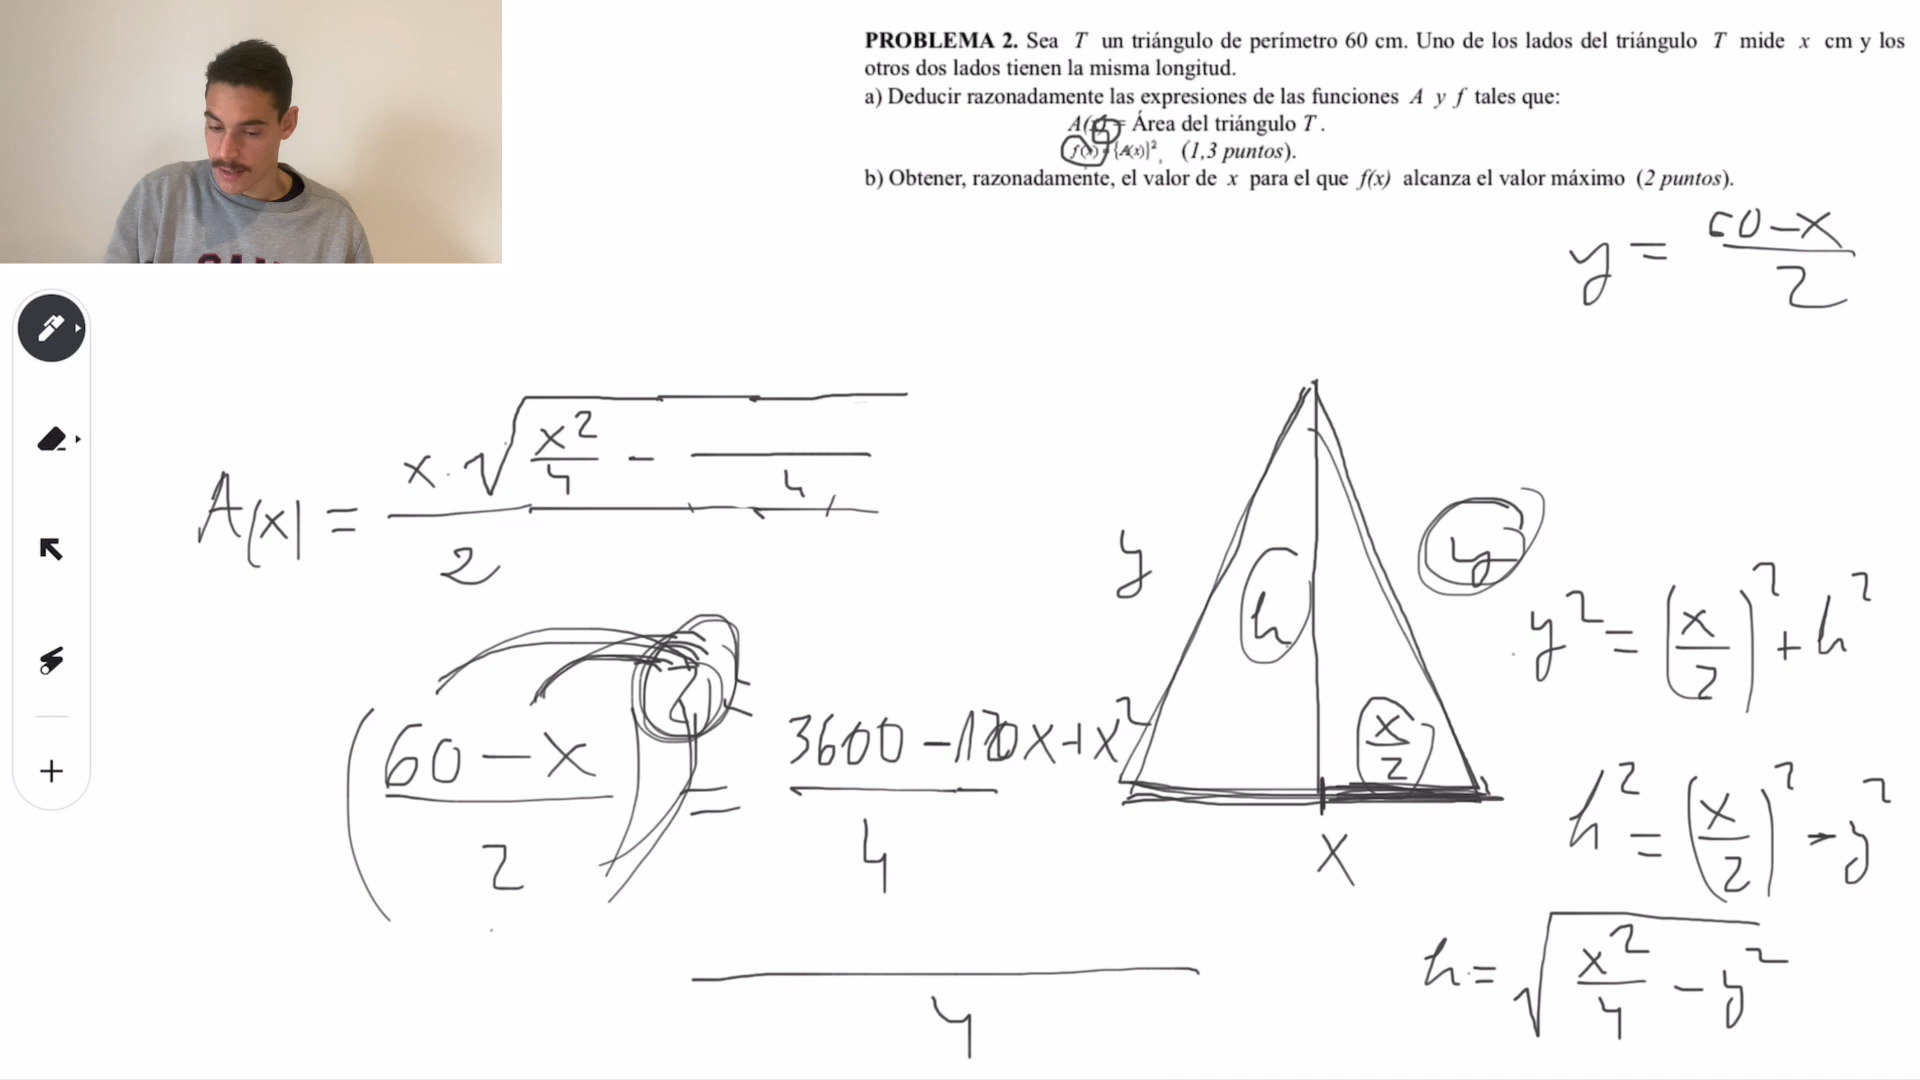 PROBLEMA 2. Sea T un triángulo de perímetro 60 cm. Uno de los lados del triángulo T mide x cm y los
otros dos lados tienen la misma longitud.
a) Deducir razonadamente las expresiones de las funciones A y f tales que:
A(x) = Área del triángulo T.
f(x) = {A(x)}², (1,3 puntos).
b) Obtener, razonadamente, el valor de x para el que f(x) alcanza el valor máximo (2 puntos).
y = (60-x)/2
A(x) = x·√(x²/4 - /4) / 2
y
h
y
x/2
x
y² = (x/2)² + h²
((60-x)/2)² = (3600-120x+x²)/4
h² = (x/2)² - y²
h = √(x²/4 - y²)
4